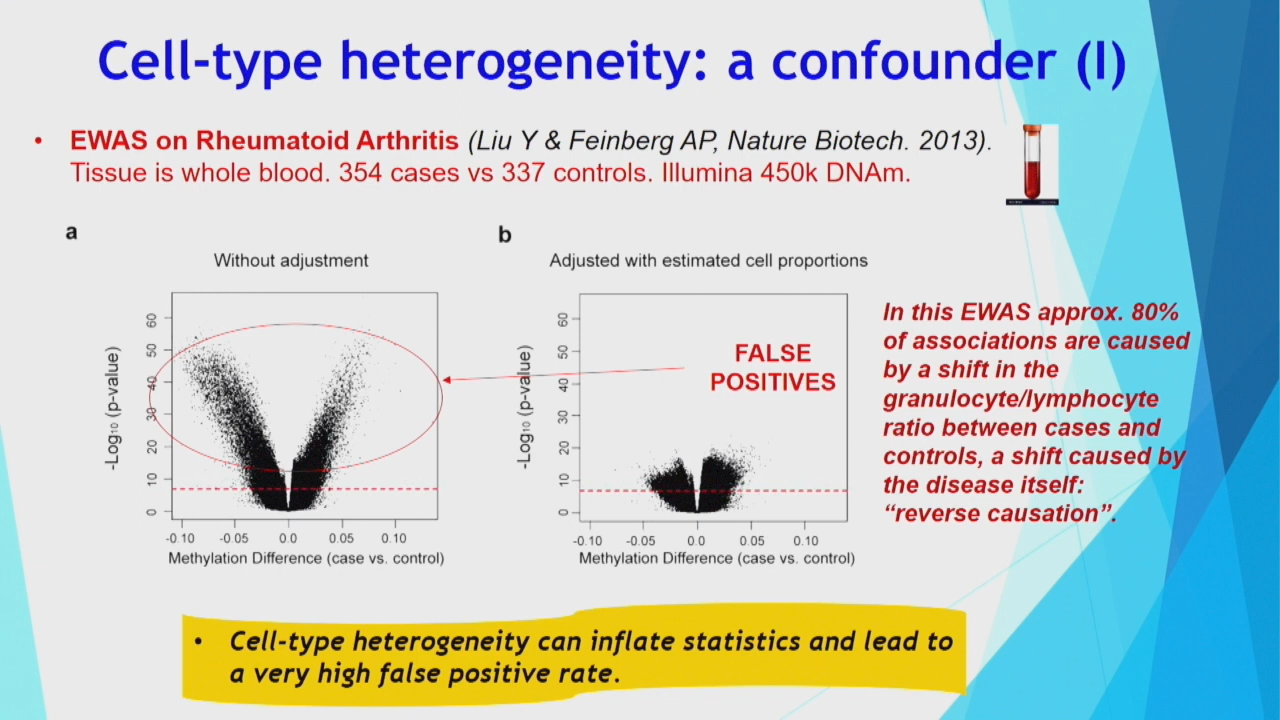 Cell-type heterogeneity: a confounder (I)
• EWAS on Rheumatoid Arthritis (Liu Y & Feinberg AP, Nature Biotech. 2013).
Tissue is whole blood. 354 cases vs 337 controls. Illumina 450k DNAm.
a
Without adjustment
-Log₁₀ (p-value)
60
50
40
30
20
10
0
-0.10 -0.05 0.0 0.05 0.10
Methylation Difference (case vs. control)
b
Adjusted with estimated cell proportions
-Log₁₀ (p-value)
60
50
40
30
20
10
0
FALSE
POSITIVES
-0.10 -0.05 0.0 0.05 0.10
Methylation Difference (case vs. control)
In this EWAS approx. 80%
of associations are caused
by a shift in the
granulocyte/lymphocyte
ratio between cases and
controls, a shift caused by
the disease itself:
“reverse causation”.
• Cell-type heterogeneity can inflate statistics and lead to
a very high false positive rate.